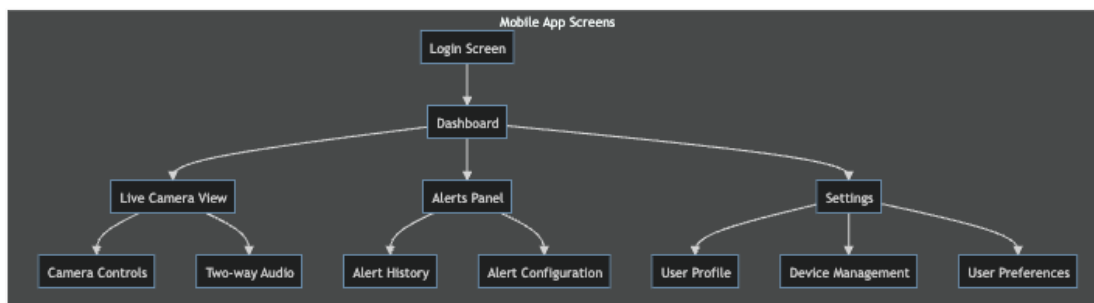 Mobile App Screens
Login Screen
Dashboard
Live Camera View
Alerts Panel
Settings
Camera Controls
Two-way Audio
Alert History
Alert Configuration
User Profile
Device Management
User Preferences